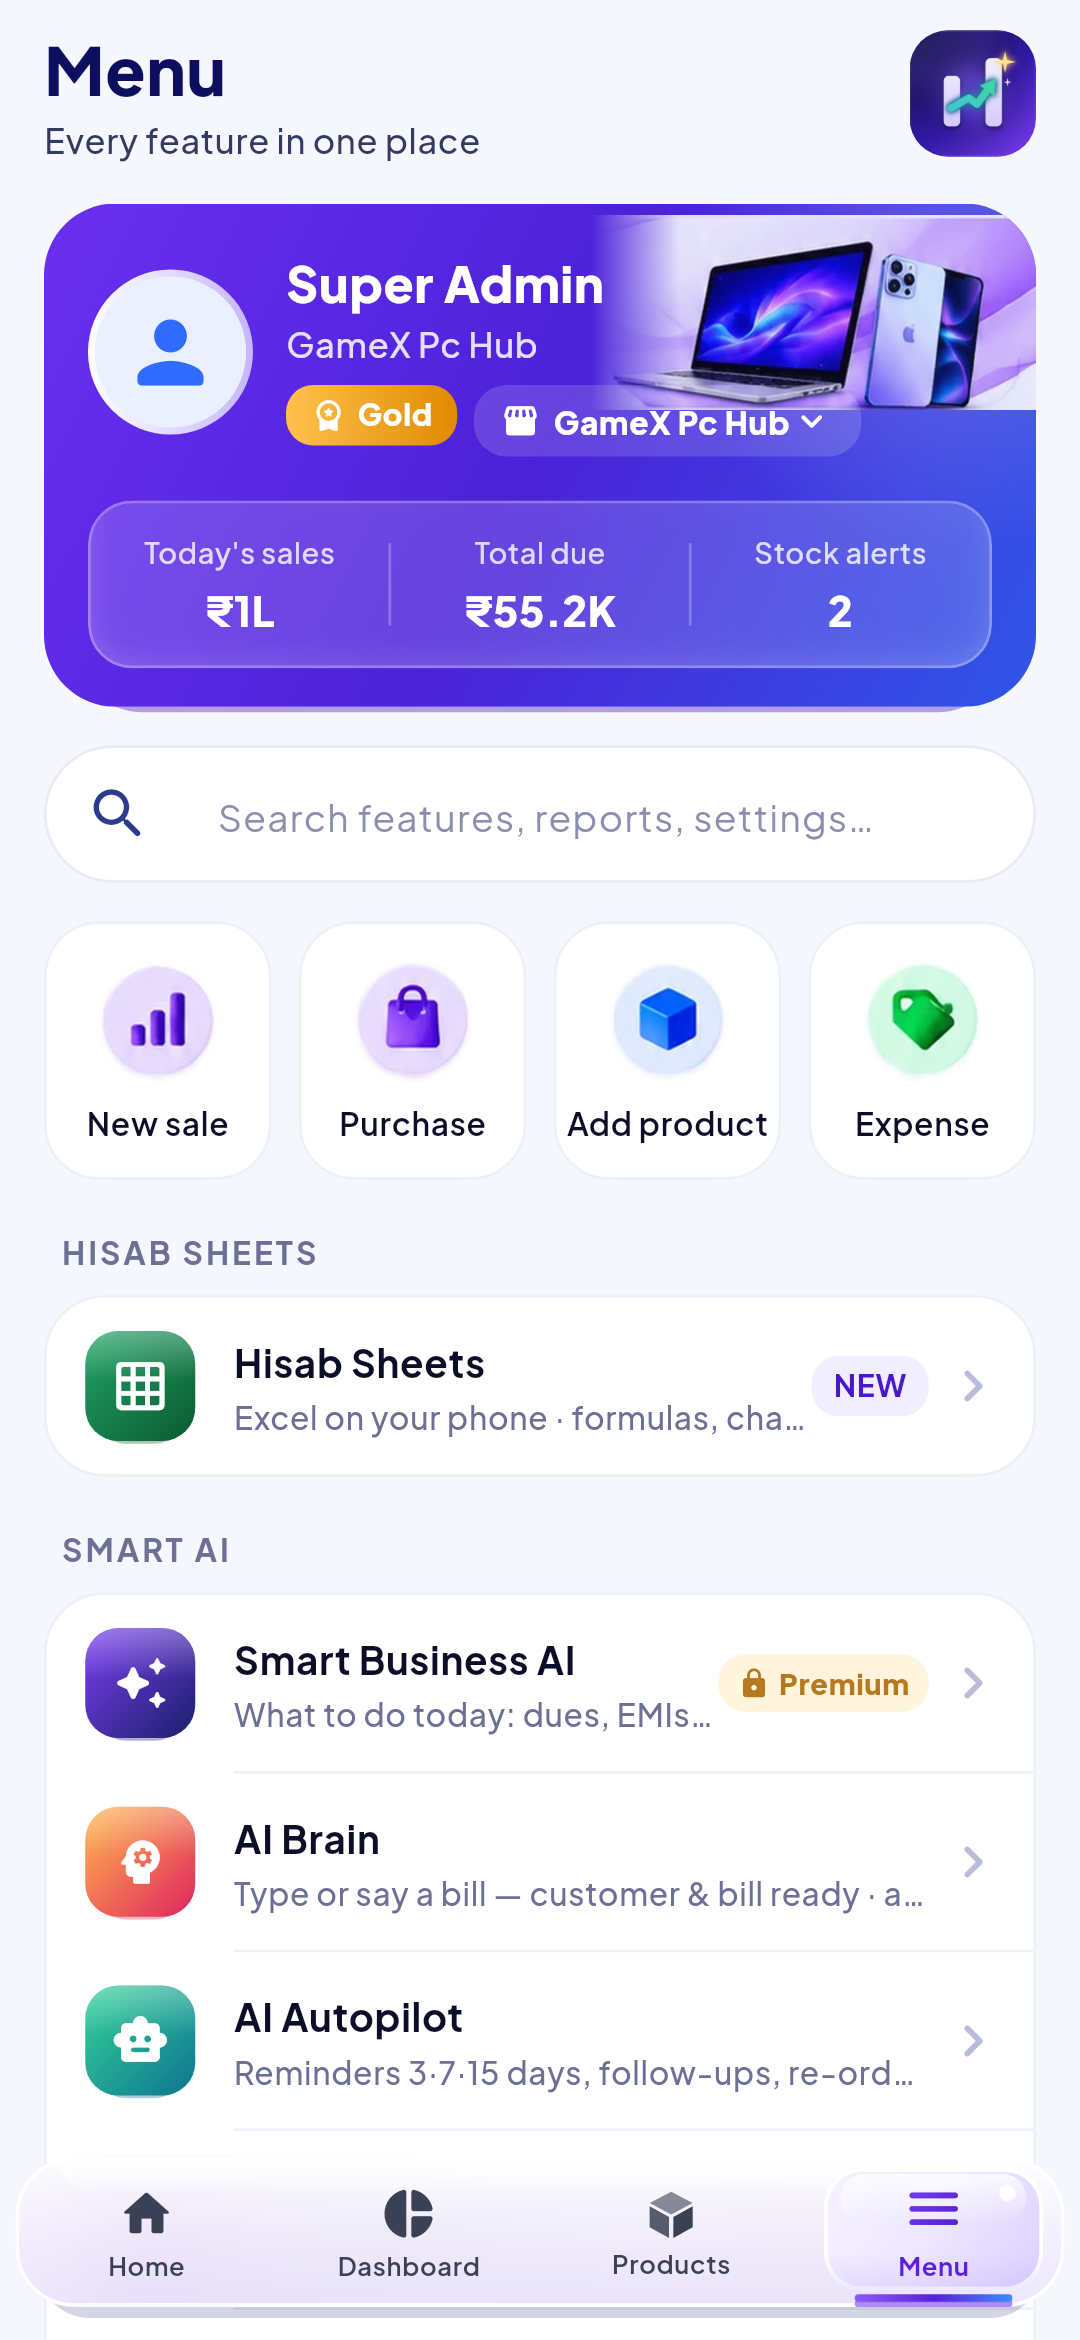 Menu
Every feature in one place
Super Admin
GameX Pc Hub
Gold
GameX Pc Hub
Today's sales
Total due
Stock alerts
₹1L
₹55.2K
2
Search features, reports, settings...
New sale
Purchase
Add product
Expense
HISAB SHEETS
Hisab Sheets
Excel on your phone · formulas, cha...
NEW
SMART AI
Smart Business AI
What to do today: dues, EMIs...
Premium
AI Brain
Type or say a bill — customer & bill ready · a...
AI Autopilot
Reminders 3·7·15 days, follow-ups, re-ord...
Home
Dashboard
Products
Menu